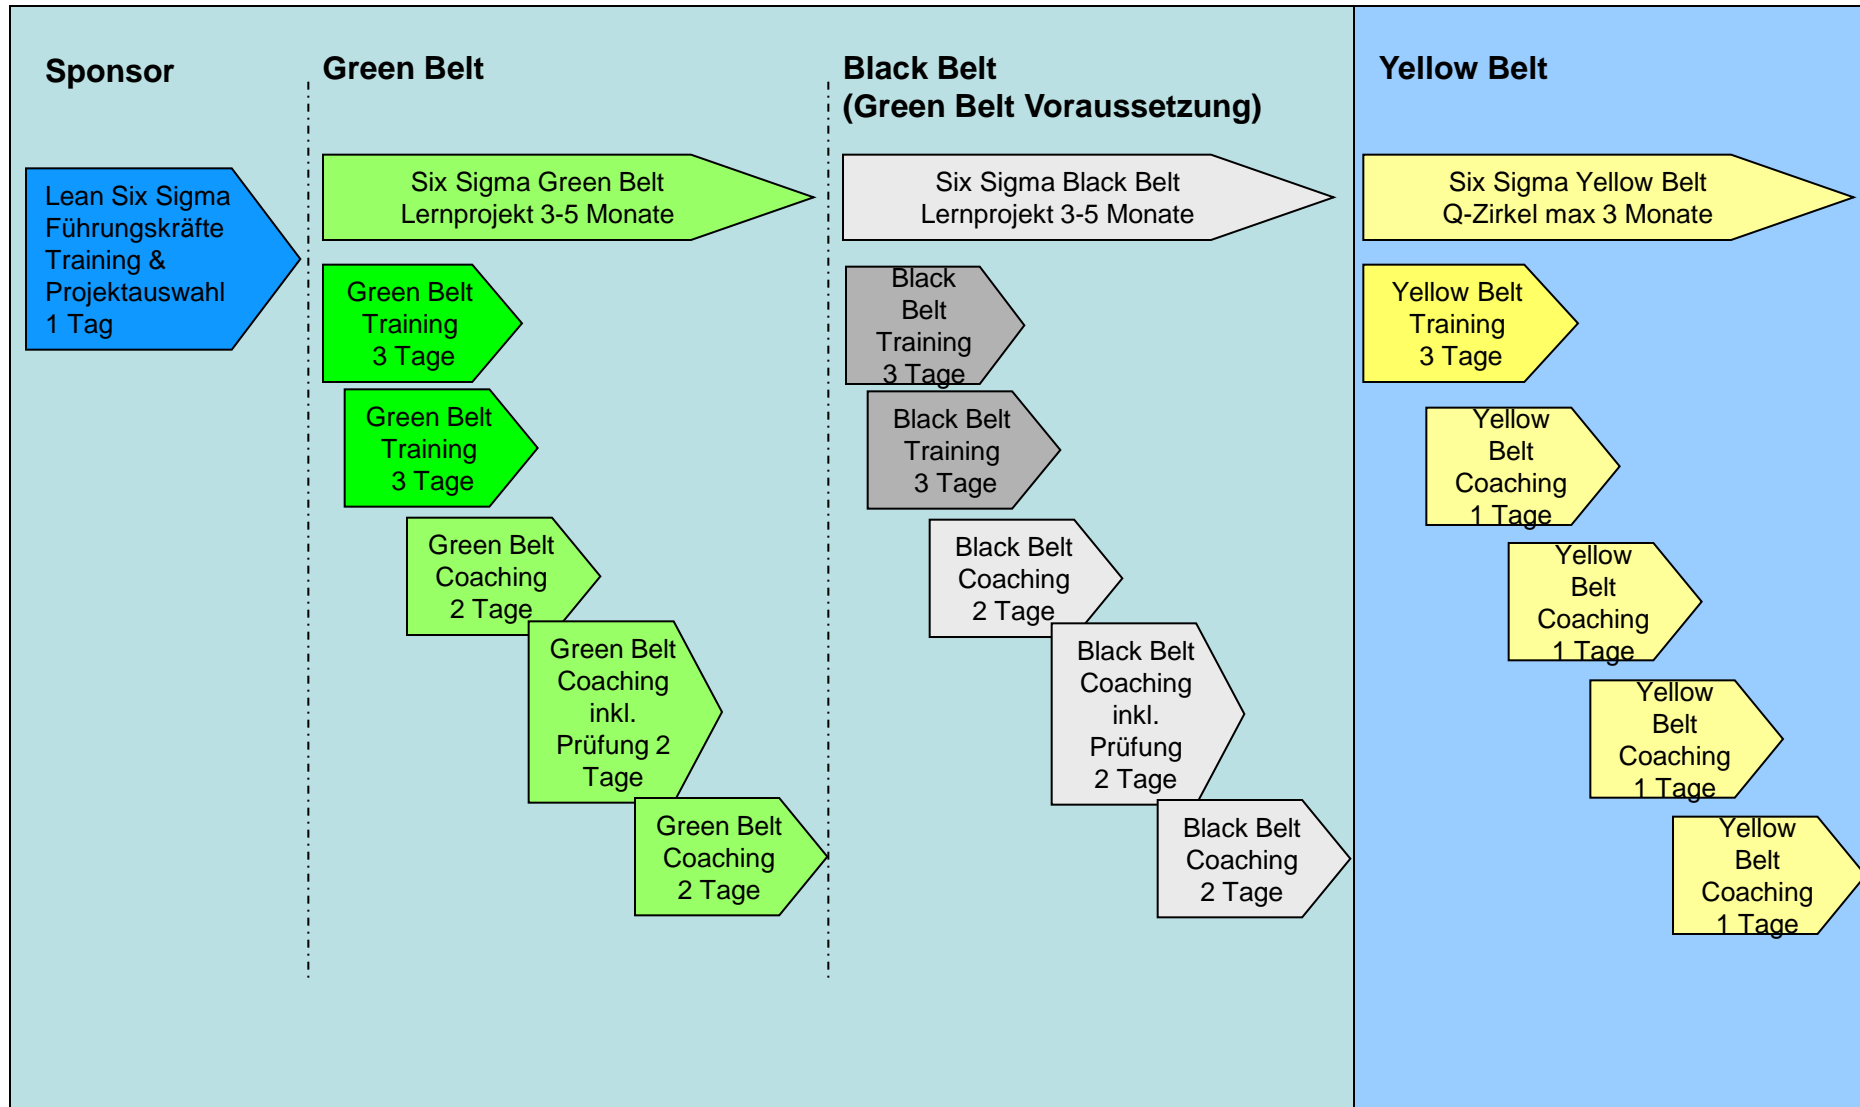 Sponsor
Lean Six Sigma
Führungskräfte
Training &
Projektauswahl
1 Tag
Green Belt
Six Sigma Green Belt
Lernprojekt 3-5 Monate
Green Belt
Training
3 Tage
Green Belt
Training
3 Tage
Green Belt
Coaching
2 Tage
Green Belt
Coaching
inkl.
Prüfung 2
Tage
Green Belt
Coaching
2 Tage
Black Belt
(Green Belt Voraussetzung)
Six Sigma Black Belt
Lernprojekt 3-5 Monate
Black
Belt
Training
3 Tage
Black Belt
Training
3 Tage
Black Belt
Coaching
2 Tage
Black Belt
Coaching
inkl.
Prüfung
2 Tage
Black Belt
Coaching
2 Tage
Yellow Belt
Six Sigma Yellow Belt
Q-Zirkel max 3 Monate
Yellow Belt
Training
3 Tage
Yellow
Belt
Coaching
1 Tage
Yellow
Belt
Coaching
1 Tage
Yellow
Belt
Coaching
1 Tage
Yellow
Belt
Coaching
1 Tage